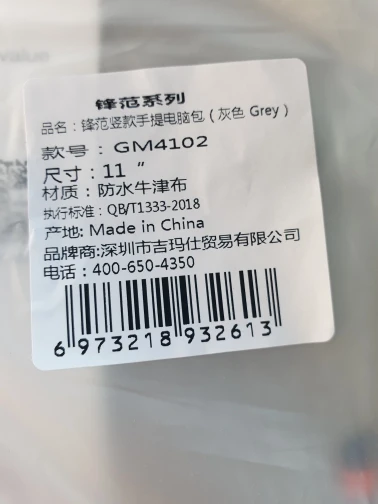 锋范系列
品名：锋范竖款手提电脑包（灰色 Grey）
款号：GM4102
尺寸：11 ″
材质：防水牛津布
执行标准：QB/T1333-2018
产地: Made in China
品牌商:深圳市吉玛仕贸易有限公司
电话：400-650-4350
6 973218 932613